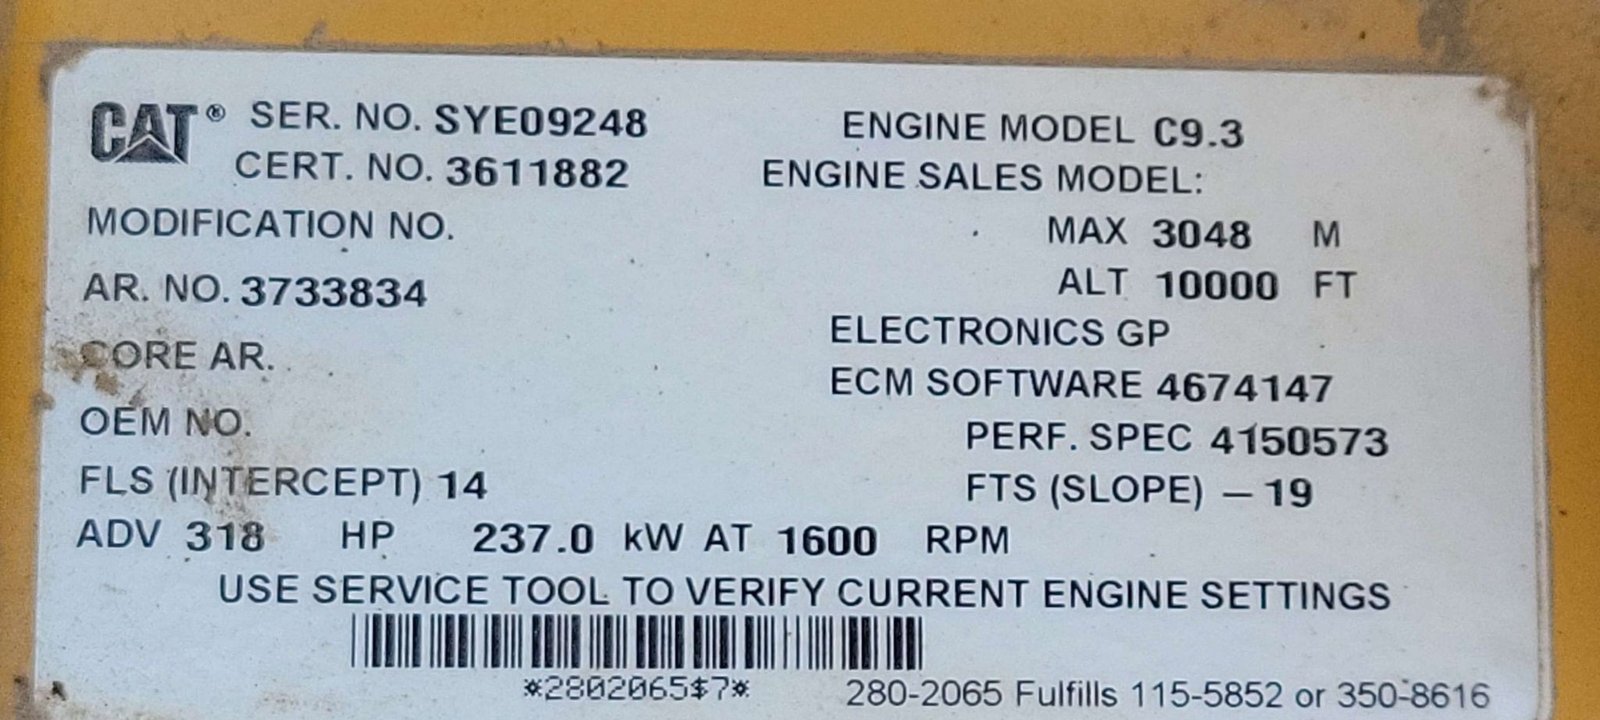 CAT® SER. NO. SYE09248 ENGINE MODEL C9.3
CERT. NO. 3611882 ENGINE SALES MODEL:
MODIFICATION NO. MAX 3048 M
AR. NO. 3733834 ALT 10000 FT
CORE AR. ELECTRONICS GP
ECM SOFTWARE 4674147
OEM NO. PERF. SPEC 4150573
FLS (INTERCEPT) 14 FTS (SLOPE) – 19
ADV 318 HP 237.0 kW AT 1600 RPM
USE SERVICE TOOL TO VERIFY CURRENT ENGINE SETTINGS
*2802065$7* 280-2065 Fulfills 115-5852 or 350-8616